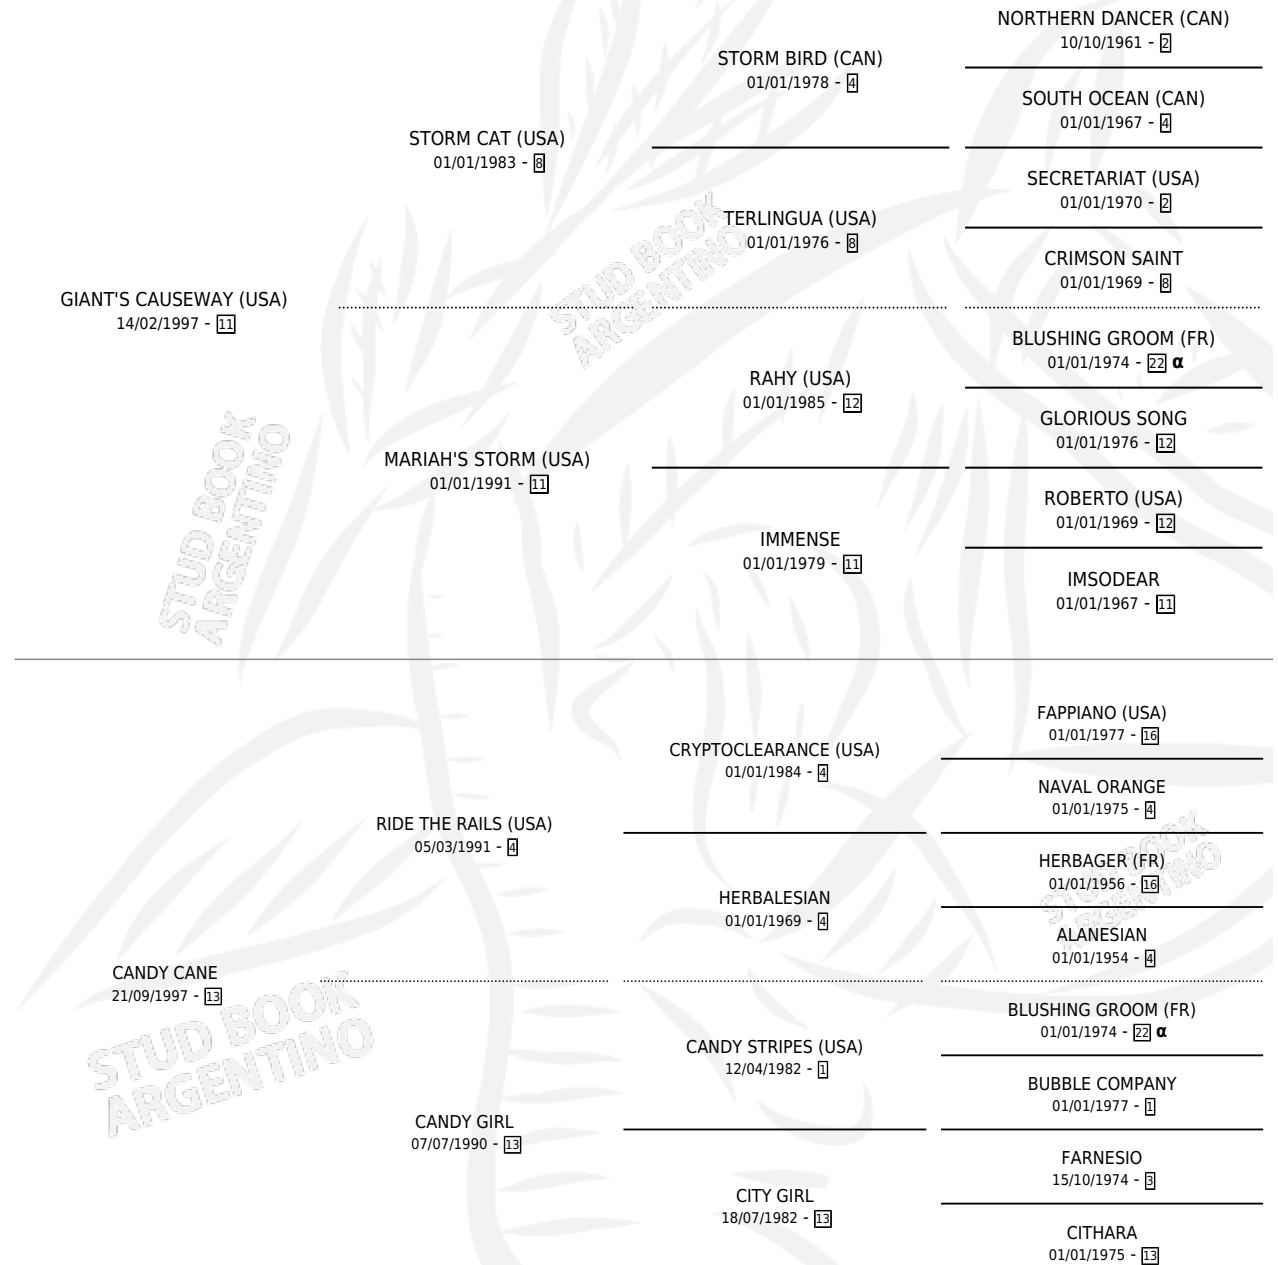 NORTHERN DANCER (CAN)
10/10/1961 - 2
STORM BIRD (CAN)
01/01/1978 - 4
SOUTH OCEAN (CAN)
01/01/1967 - 4
STORM CAT (USA)
01/01/1983 - 8
SECRETARIAT (USA)
01/01/1970 - 2
TERLINGUA (USA)
01/01/1976 - 8
CRIMSON SAINT
01/01/1969 - 8
GIANT'S CAUSEWAY (USA)
14/02/1997 - 11
BLUSHING GROOM (FR)
01/01/1974 - 22 α
RAHY (USA)
01/01/1985 - 12
GLORIOUS SONG
01/01/1976 - 12
MARIAH'S STORM (USA)
01/01/1991 - 11
ROBERTO (USA)
01/01/1969 - 12
IMMENSE
01/01/1979 - 11
IMSODEAR
01/01/1967 - 11
FAPPIANO (USA)
01/01/1977 - 16
CRYPTOCLEARANCE (USA)
01/01/1984 - 4
NAVAL ORANGE
01/01/1975 - 4
RIDE THE RAILS (USA)
05/03/1991 - 4
HERBAGER (FR)
01/01/1956 - 16
HERBALESIAN
01/01/1969 - 4
ALANESIAN
01/01/1954 - 4
CANDY CANE
21/09/1997 - 13
BLUSHING GROOM (FR)
01/01/1974 - 22 α
CANDY STRIPES (USA)
12/04/1982 - 1
BUBBLE COMPANY
01/01/1977 - 1
CANDY GIRL
07/07/1990 - 13
FARNESIO
15/10/1974 - 3
CITY GIRL
18/07/1982 - 13
CITHARA
01/01/1975 - 13
STUD BOOK
ARGENTINO
STUD BOOK
ARGENTINO
STUD BOOK
ARGENTINO
STUD BOOK
ARGENTINO